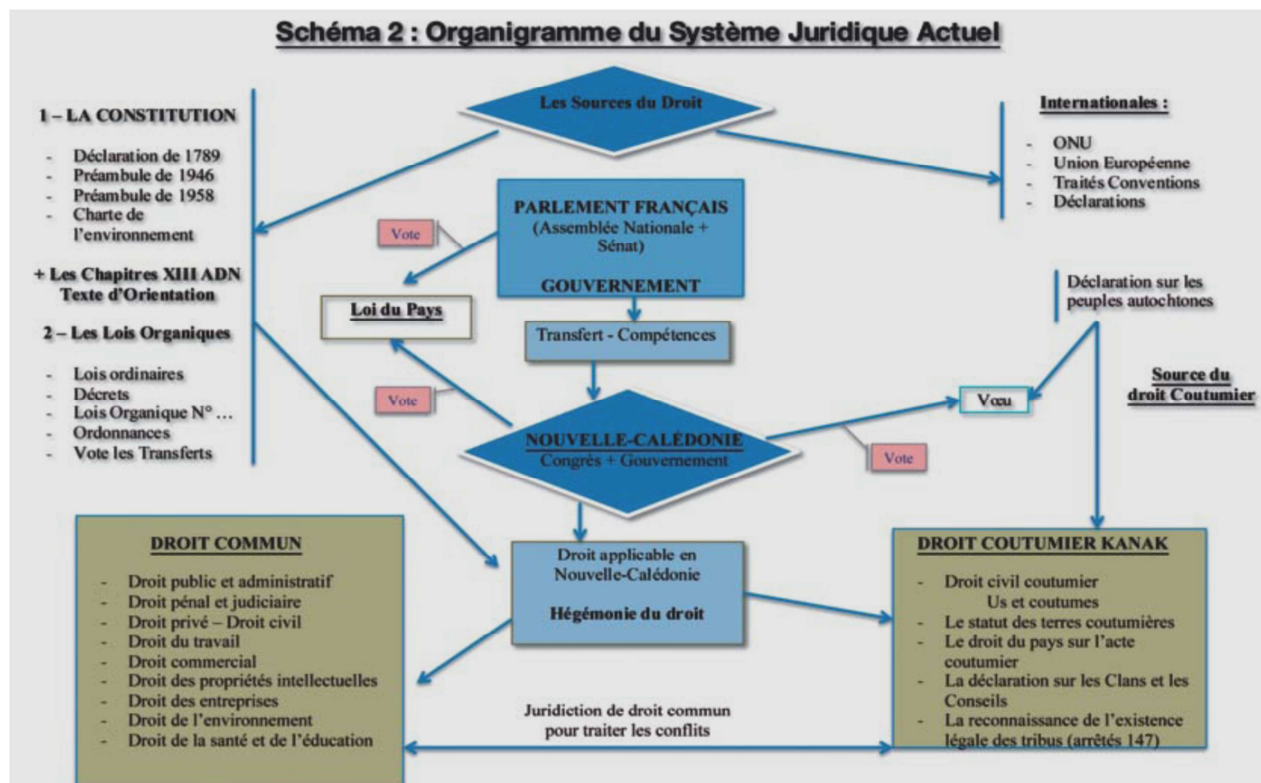 Schéma 2 : Organigramme du Système Juridique Actuel
Les Sources du Droit
1 – LA CONSTITUTION
- Déclaration de 1789
- Préambule de 1946
- Préambule de 1958
- Charte de
l'environnement
+ Les Chapitres XIII ADN
Texte d'Orientation
2 – Les Lois Organiques
- Lois ordinaires
- Décrets
- Lois Organique N° …
- Ordonnances
- Vote les Transferts
Internationales :
- ONU
- Union Européenne
- Traités Conventions
- Déclarations
PARLEMENT FRANÇAIS
(Assemblée Nationale +
Sénat)
GOUVERNEMENT
Vote
Loi du Pays
Transfert - Compétences
Vote
Déclaration sur les
peuples autochtones
Source du
droit Coutumier
Vœu
Vote
NOUVELLE-CALÉDONIE
Congrès + Gouvernement
Droit applicable en
Nouvelle-Calédonie
Hégémonie du droit
DROIT COMMUN
- Droit public et administratif
- Droit pénal et judiciaire
- Droit privé – Droit civil
- Droit du travail
- Droit commercial
- Droit des propriétés intellectuelles
- Droit des entreprises
- Droit de l'environnement
- Droit de la santé et de l'éducation
Juridiction de droit commun
pour traiter les conflits
DROIT COUTUMIER KANAK
- Droit civil coutumier
Us et coutumes
- Le statut des terres coutumières
- Le droit du pays sur l'acte
coutumier
- La déclaration sur les Clans et les
Conseils
- La reconnaissance de l'existence
légale des tribus (arrêtés 147)